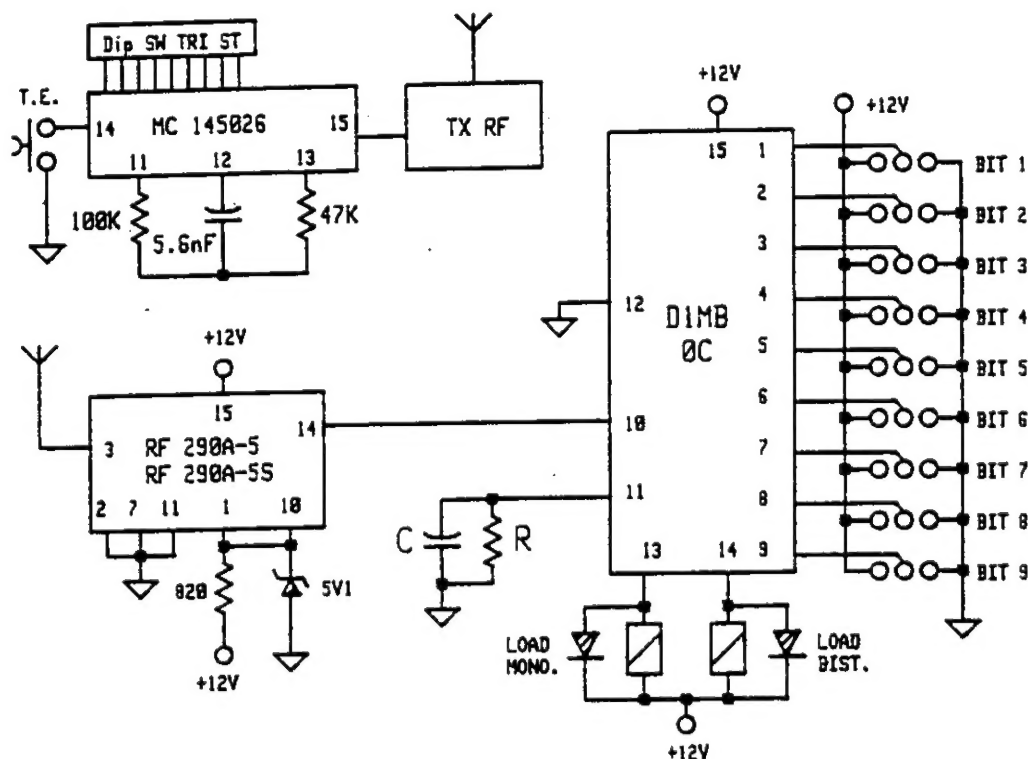 Dip SW TRI ST
T.E.
14
MC 145026
15
11
12
13
100K
5.6nF
47K
TX RF
+12V
15
+12V
1
2
3
4
5
6
7
8
9
BIT 1
BIT 2
BIT 3
BIT 4
BIT 5
BIT 6
BIT 7
BIT 8
BIT 9
12
D1MB
0C
10
11
13
14
+12V
15
14
3
RF 290A-5
RF 290A-5S
2
7
11
1
10
820
5V1
+12V
C
R
LOAD
MONO.
LOAD
BIST.
+12V